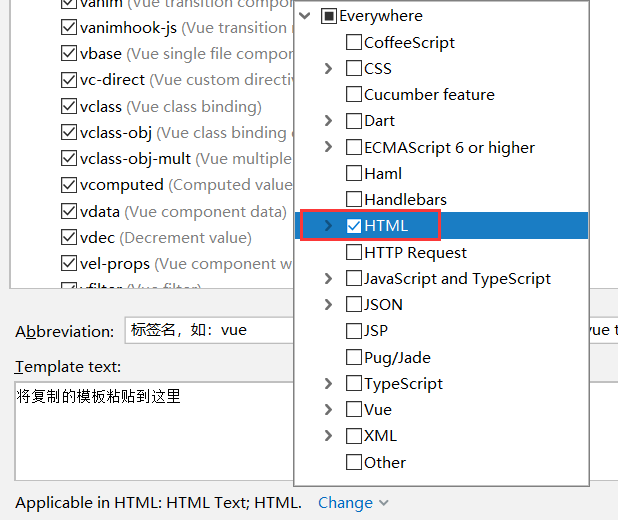 vanim (Vue transition compon
vanimhook-js (Vue transition
vbase (Vue single file compo
vc-direct (Vue custom directiv
vclass (Vue class binding)
vclass-obj (Vue class binding
vclass-obj-mult (Vue multiple
vcomputed (Computed value
vdata (Vue component data)
vdec (Decrement value)
vel-props (Vue component w
vfilter (Vue filter)
Everywhere
CoffeeScript
CSS
Cucumber feature
Dart
ECMAScript 6 or higher
Haml
Handlebars
HTML
HTTP Request
JavaScript and TypeScript
JSON
JSP
Pug/Jade
TypeScript
Vue
XML
Other
Abbreviation: 标签名，如：vue
vue t
Template text:
将复制的模板粘贴到这里
Applicable in HTML: HTML Text; HTML. Change